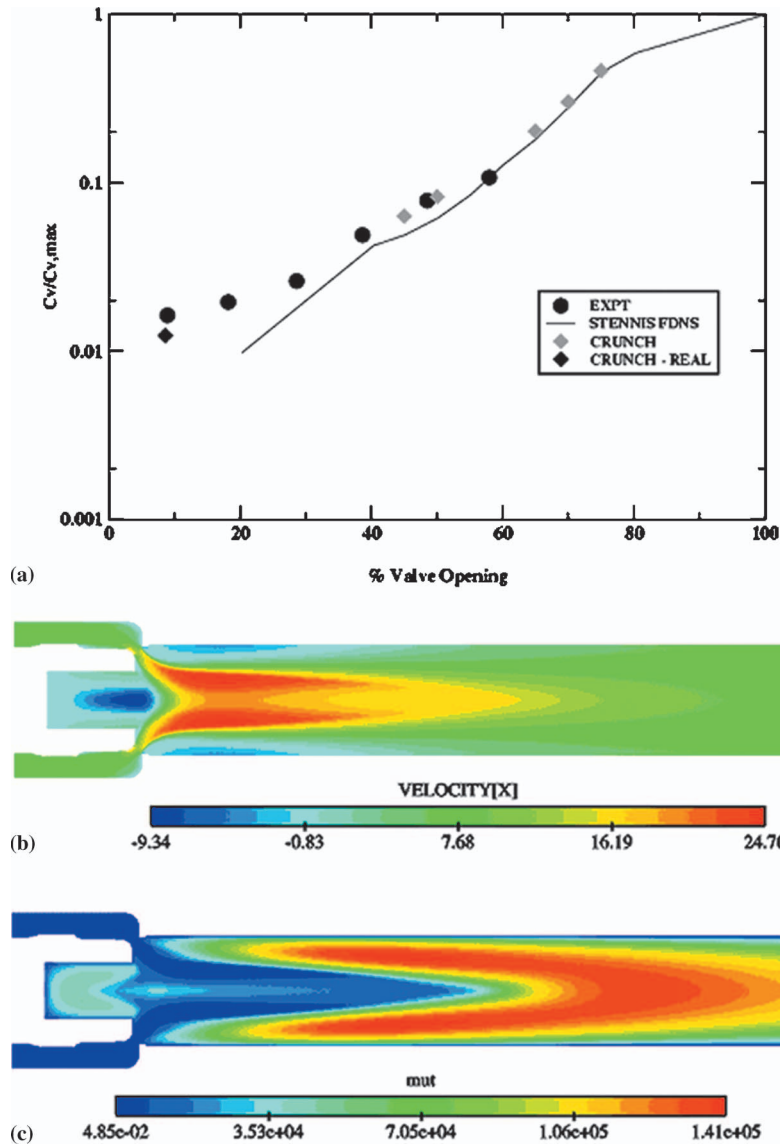 1
0.1
0.01
0.001
Cv/Cv,max
EXPT
STENNIS FDNS
CRUNCH
CRUNCH - REAL
0 20 40 60 80 100
% Valve Opening
(a)
VELOCITY[X]
-9.34 -0.83 7.68 16.19 24.70
(b)
mut
4.85e-02 3.53e+04 7.05e+04 1.06e+05 1.41e+05
(c)